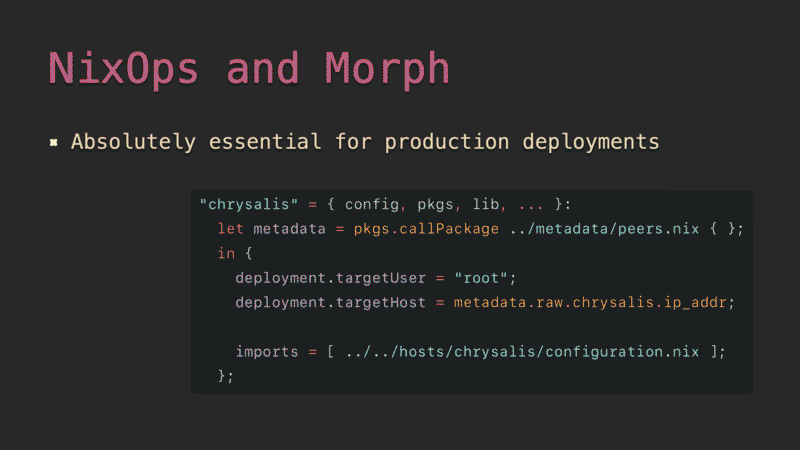 NixOps and Morph
Absolutely essential for production deployments
"chrysalis" = { config, pkgs, lib, ... }:
  let metadata = pkgs.callPackage ../metadata/peers.nix { };
  in {
    deployment.targetUser = "root";
    deployment.targetHost = metadata.raw.chrysalis.ip_addr;

    imports = [ ../../hosts/chrysalis/configuration.nix ];
  };